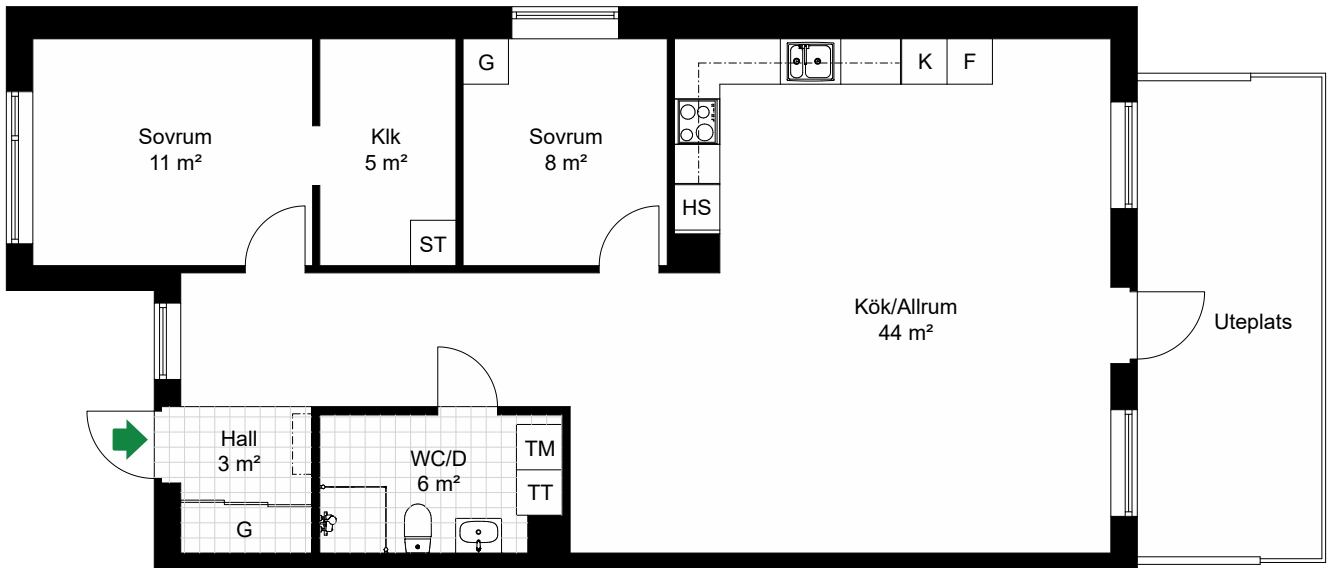 G
K
F
Sovrum
11 m²
Klk
5 m²
Sovrum
8 m²
HS
ST
Kök/Allrum
44 m²
Uteplats
Hall
3 m²
WC/D
6 m²
TM
TT
G